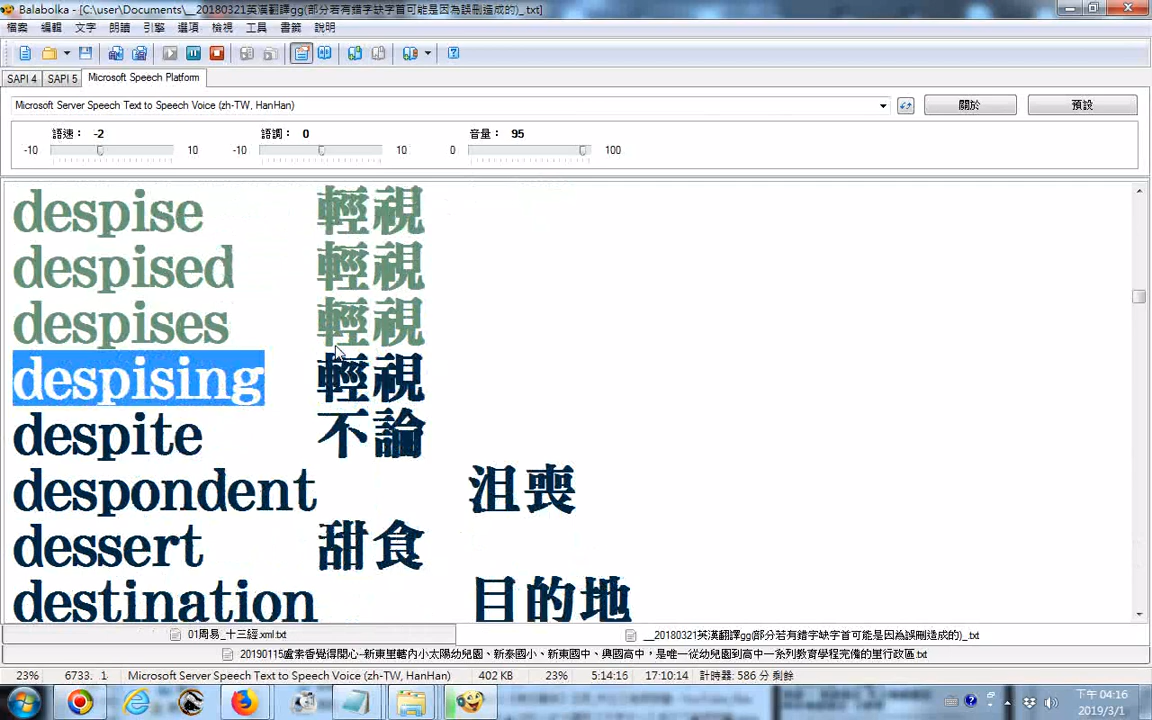 Balabolka - [C:\user\Documents\__20180321英漢翻譯gg(部分若有錯字缺字首可能是因為誤刪造成的)_.txt]
檔案 編輯 文字 朗讀 引擎 選項 檢視 工具 書籤 說明
SAPI 4 SAPI 5 Microsoft Speech Platform
Microsoft Server Speech Text to Speech Voice (zh-TW, HanHan) 關於 預設
語速： -2 語調： 0 音量： 95
-10 10 -10 10 0 100
despise 輕視
despised 輕視
despises 輕視
despising 輕視
despite 不論
despondent 沮喪
dessert 甜食
destination 目的地
01周易_十三經.xml.txt __20180321英漢翻譯gg(部分若有錯字缺字首可能是因為誤刪造成的)_.txt
20190115盧素香覺得開心-新東里轄內小太陽幼兒園、新泰國小、新東國中、興國高中，是唯一從幼兒園到高中一系列教育學程完備的里行政區.txt
23% 6733. 1 Microsoft Server Speech Text to Speech Voice (zh-TW, HanHan) 402 KB 23% 5:14:16 17:10:14 計時器: 586 分 剩餘
下午 04:16
2019/3/1